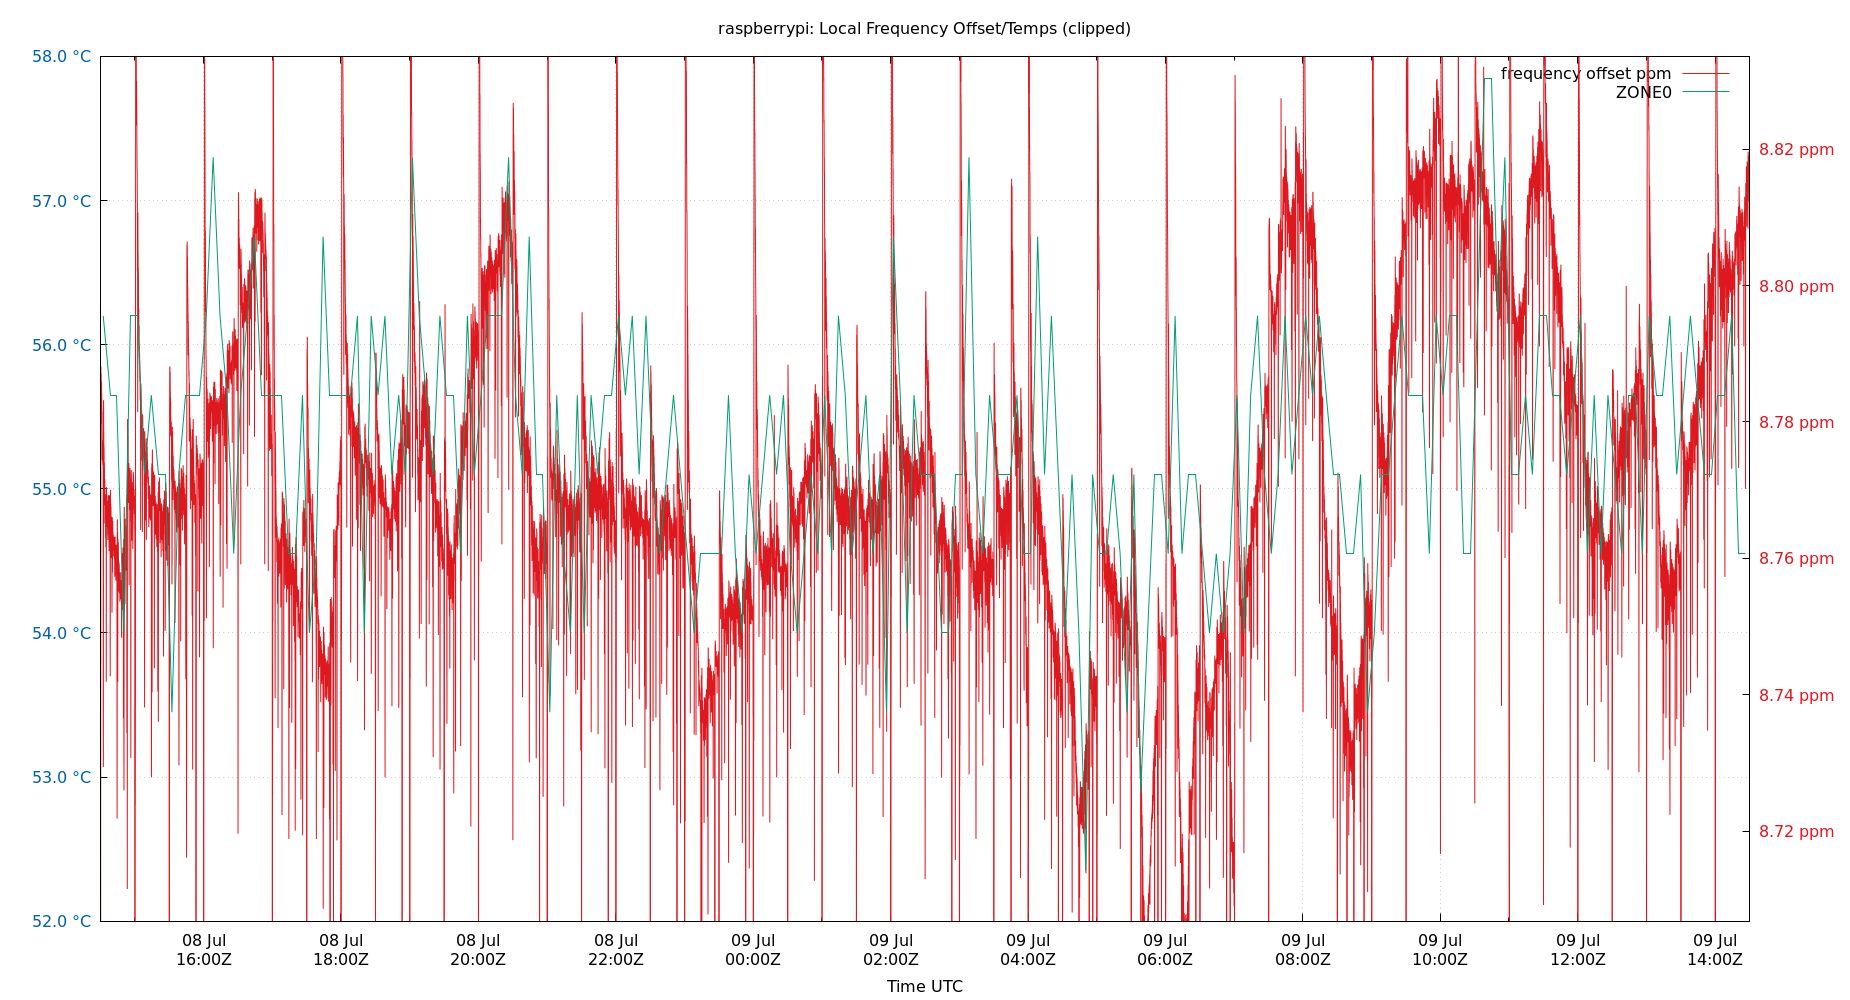 raspberrypi: Local Frequency Offset/Temps (clipped)
58.0 °C
57.0 °C
56.0 °C
55.0 °C
54.0 °C
53.0 °C
52.0 °C
frequency offset ppm
ZONE0
8.82 ppm
8.80 ppm
8.78 ppm
8.76 ppm
8.74 ppm
8.72 ppm
08 Jul 08 Jul 08 Jul 08 Jul 09 Jul 09 Jul 09 Jul 09 Jul 09 Jul 09 Jul 09 Jul 09 Jul
16:00Z 18:00Z 20:00Z 22:00Z 00:00Z 02:00Z 04:00Z 06:00Z 08:00Z 10:00Z 12:00Z 14:00Z
Time UTC